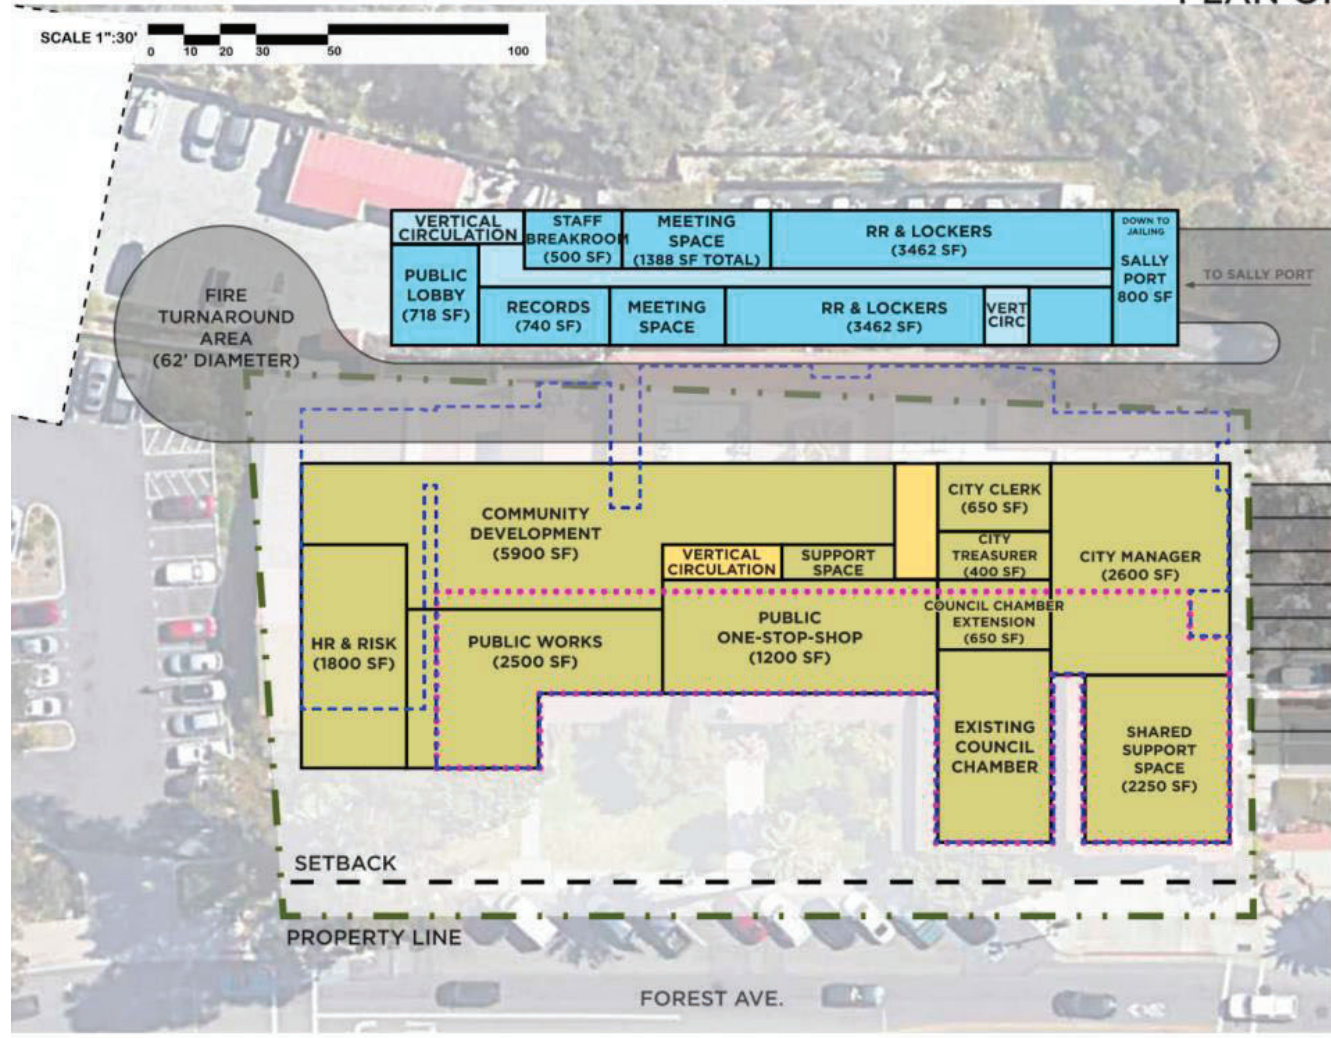 SCALE 1":30'
0 10 20 30 50 100
VERTICAL
CIRCULATION
STAFF
BREAKROOM
(500 SF)
MEETING
SPACE
(1388 SF TOTAL)
RR & LOCKERS
(3462 SF)
DOWN TO
JAILING
SALLY
PORT
800 SF
TO SALLY PORT
PUBLIC
LOBBY
(718 SF)
RECORDS
(740 SF)
MEETING
SPACE
RR & LOCKERS
(3462 SF)
VERT
CIRC
FIRE
TURNAROUND
AREA
(62' DIAMETER)
COMMUNITY
DEVELOPMENT
(5900 SF)
CITY CLERK
(650 SF)
CITY
TREASURER
(400 SF)
CITY MANAGER
(2600 SF)
VERTICAL
CIRCULATION
SUPPORT
SPACE
HR & RISK
(1800 SF)
PUBLIC WORKS
(2500 SF)
PUBLIC
ONE-STOP-SHOP
(1200 SF)
COUNCIL CHAMBER
EXTENSION
(650 SF)
EXISTING
COUNCIL
CHAMBER
SHARED
SUPPORT
SPACE
(2250 SF)
SETBACK
PROPERTY LINE
FOREST AVE.